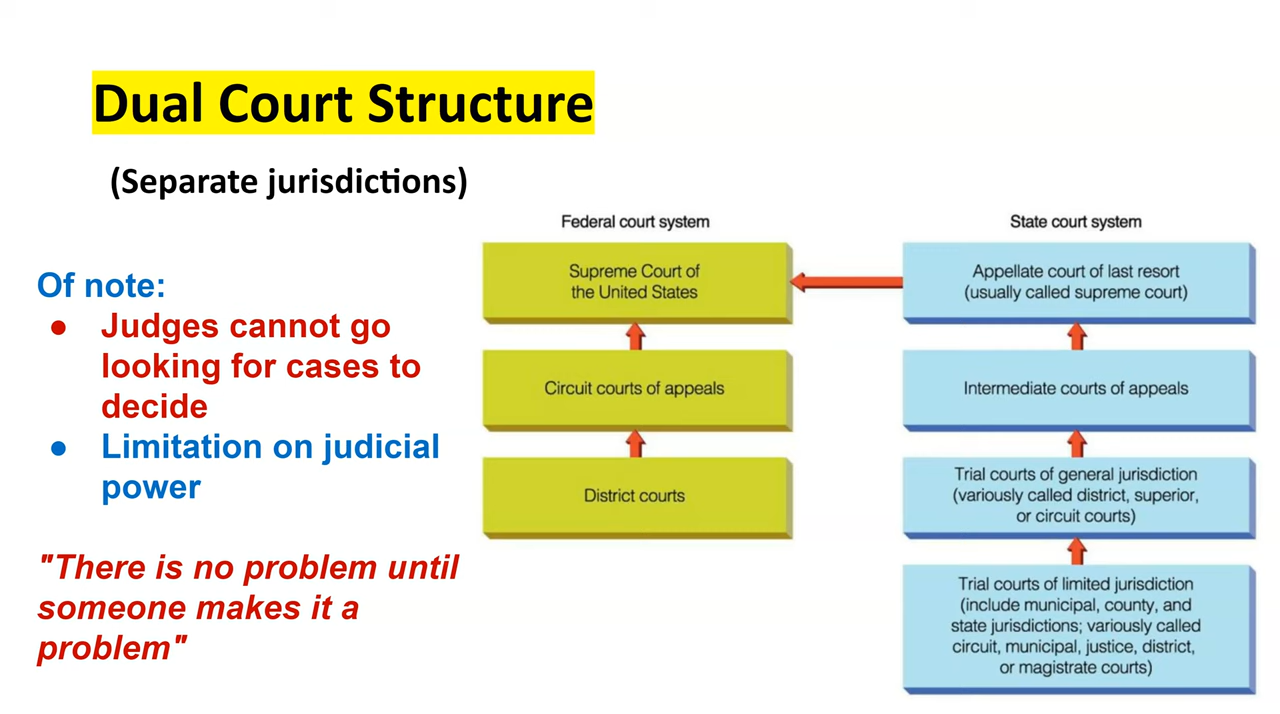 Dual Court Structure
(Separate jurisdictions)
Of note:
● Judges cannot go
looking for cases to
decide
● Limitation on judicial
power
"There is no problem until
someone makes it a
problem"
Federal court system
Supreme Court of
the United States
Circuit courts of appeals
District courts
State court system
Appellate court of last resort
(usually called supreme court)
Intermediate courts of appeals
Trial courts of general jurisdiction
(variously called district, superior,
or circuit courts)
Trial courts of limited jurisdiction
(include municipal, county, and
state jurisdictions; variously called
circuit, municipal, justice, district,
or magistrate courts)